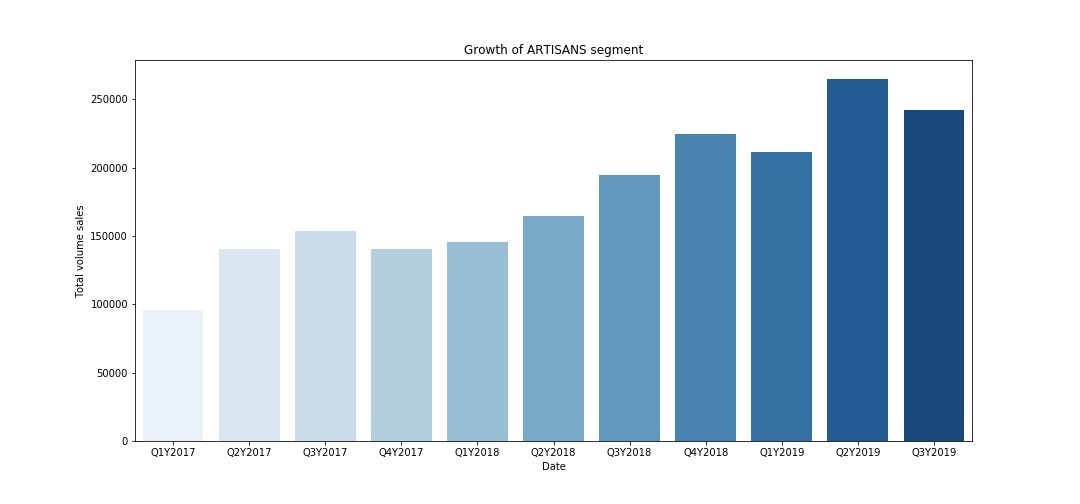 Growth of ARTISANS segment
250000
200000
150000
100000
50000
0
Total volume sales
Q1Y2017 Q2Y2017 Q3Y2017 Q4Y2017 Q1Y2018 Q2Y2018 Q3Y2018 Q4Y2018 Q1Y2019 Q2Y2019 Q3Y2019
Date